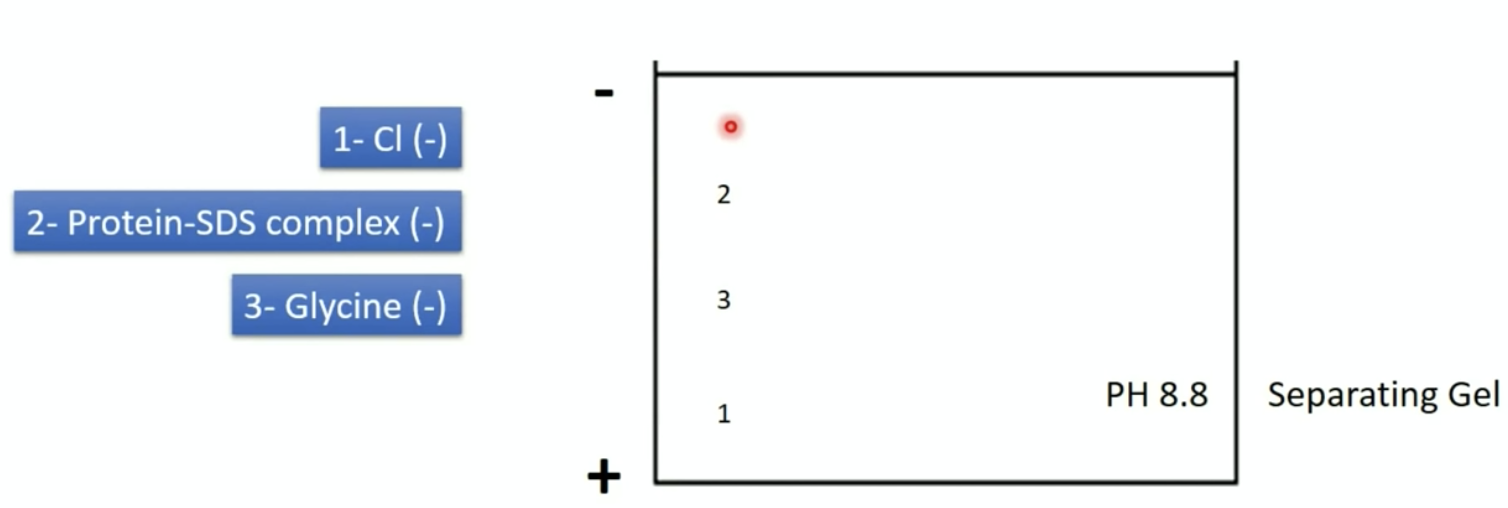 -
1- Cl (-)
2- Protein-SDS complex (-)
3- Glycine (-)
2
3
1
PH 8.8
Separating Gel
+